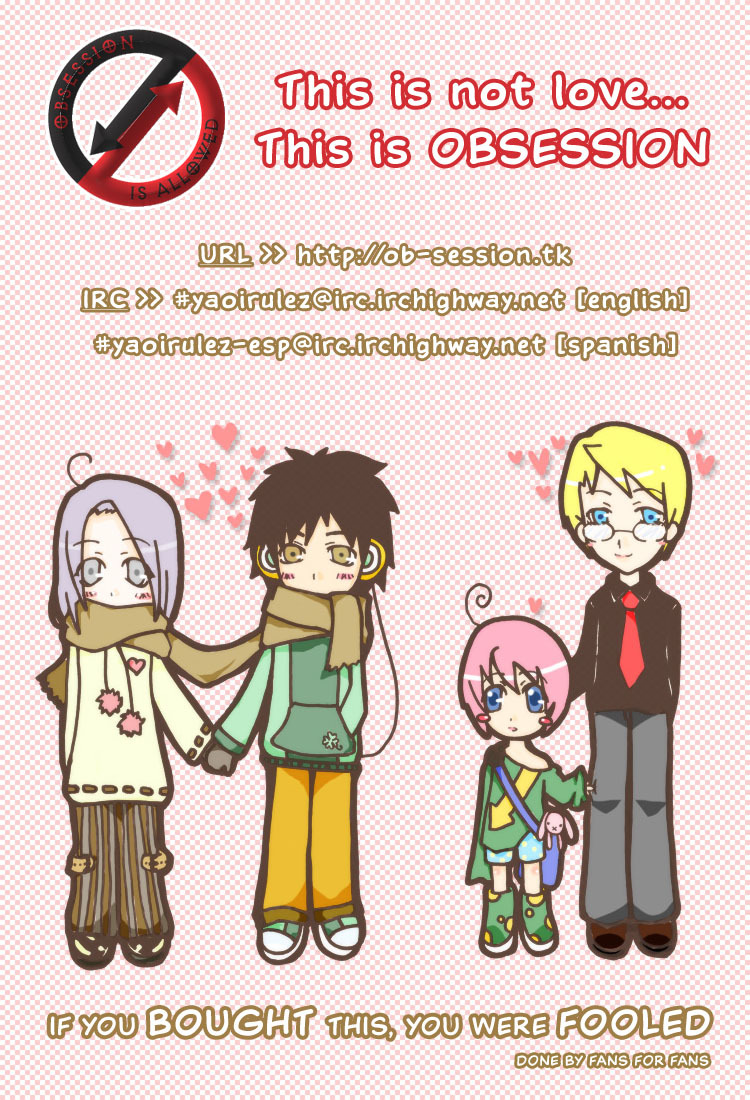 OBSESSION
IS ALLOWED
This is not love...
This is OBSESSION
URL >> http://ob-session.tk
IRC >> #yaoirulez@irc.irchighway.net [english]
#yaoirulez-esp@irc.irchighway.net [spanish]
IF YOU BOUGHT THIS, YOU WERE FOOLED
DONE BY FANS FOR FANS